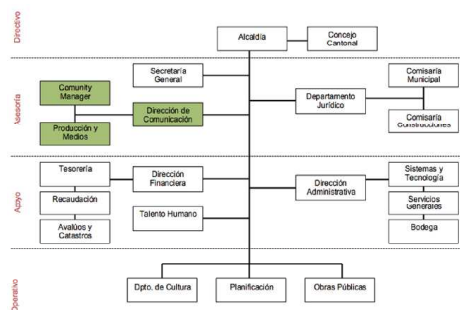 Directivo
Alcaldía
Concejo
Cantonal
Asesoría
Secretaría
General
Comisaría
Municipal
Comunity
Manager
Departamento
Jurídico
Dirección de
Comunicación
Producción y
Medios
Comisaría
Construcciones
Apoyo
Tesorería
Dirección
Financiera
Sistemas y
Tecnología
Dirección
Administrativa
Recaudación
Servicios
Generales
Talento Humano
Avalúos y
Catastros
Bodega
Operativo
Dpto. de Cultura
Planificación
Obras Públicas